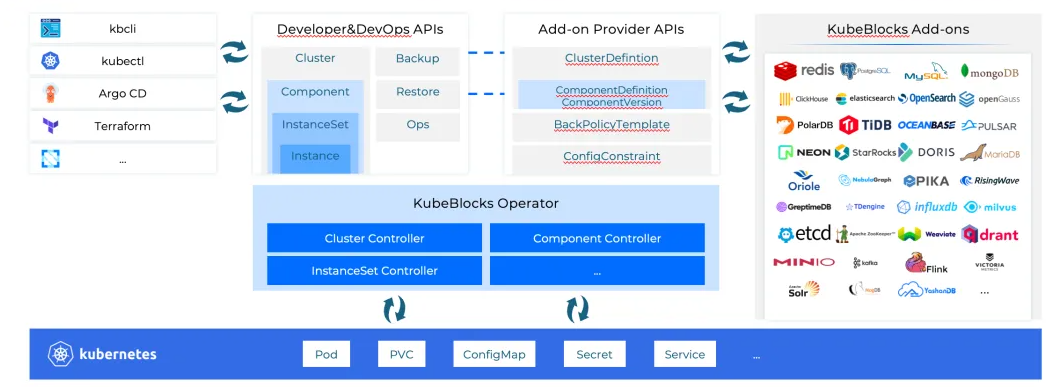 kbcli
kubectl
Argo CD
Terraform
...
Developer&DevOps APIs
Cluster
Component
InstanceSet
Instance
Backup
Restore
Ops
Add-on Provider APIs
ClusterDefintion
ComponentDefinition
ComponentVersion
BackPolicyTemplate
ConfigConstraint
KubeBlocks Add-ons
redis PostgreSQL MySQL mongoDB
ClickHouse elasticsearch OpenSearch openGauss
PolarDB TiDB OCEANBASE PULSAR
NEON StarRocks DORIS MariaDB
Oriole NebulaGraph PIKA RisingWave
GreptimeDB TDengine influxdb milvus
etcd Apache ZooKeeper™ Weaviate drant
MINIO kafka Flink VICTORIA METRICS
Apache Solr YashanDB ...
KubeBlocks Operator
Cluster Controller
Component Controller
InstanceSet Controller
...
kubernetes
Pod
PVC
ConfigMap
Secret
Service
...